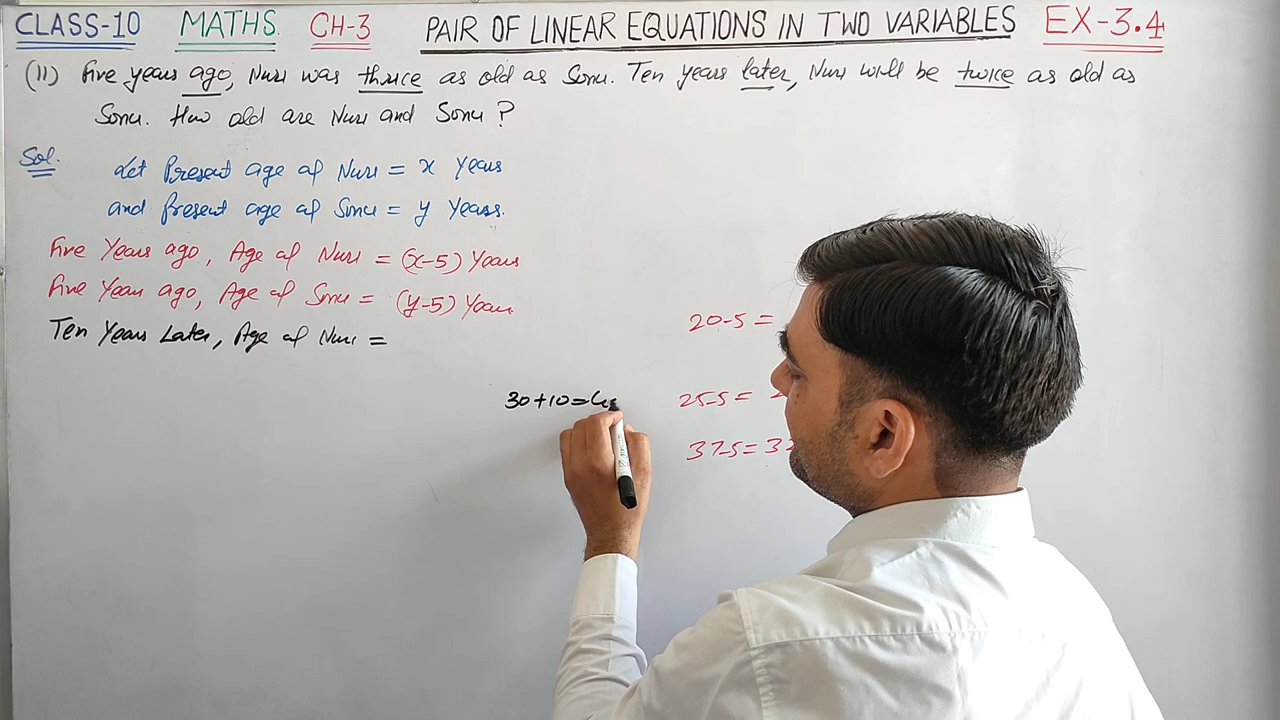 CLASS-10 MATHS CH-3 PAIR OF LINEAR EQUATIONS IN TWO VARIABLES EX-3.4
(II) Five years ago, Nuri was thrice as old as Sonu. Ten years later, Nuri will be twice as old as
Sonu. How old are Nuri and Sonu?
Sol. Let Present age of Nuri = x Years
and Present age of Sonu = y Years.
Five Years ago, Age of Nuri = (x-5) Years
Five Year ago, Age of Sonu = (y-5) Years
Ten Years Later, Age of Nuri =
20-5 =
30+10=
25-5 =
37-5=32